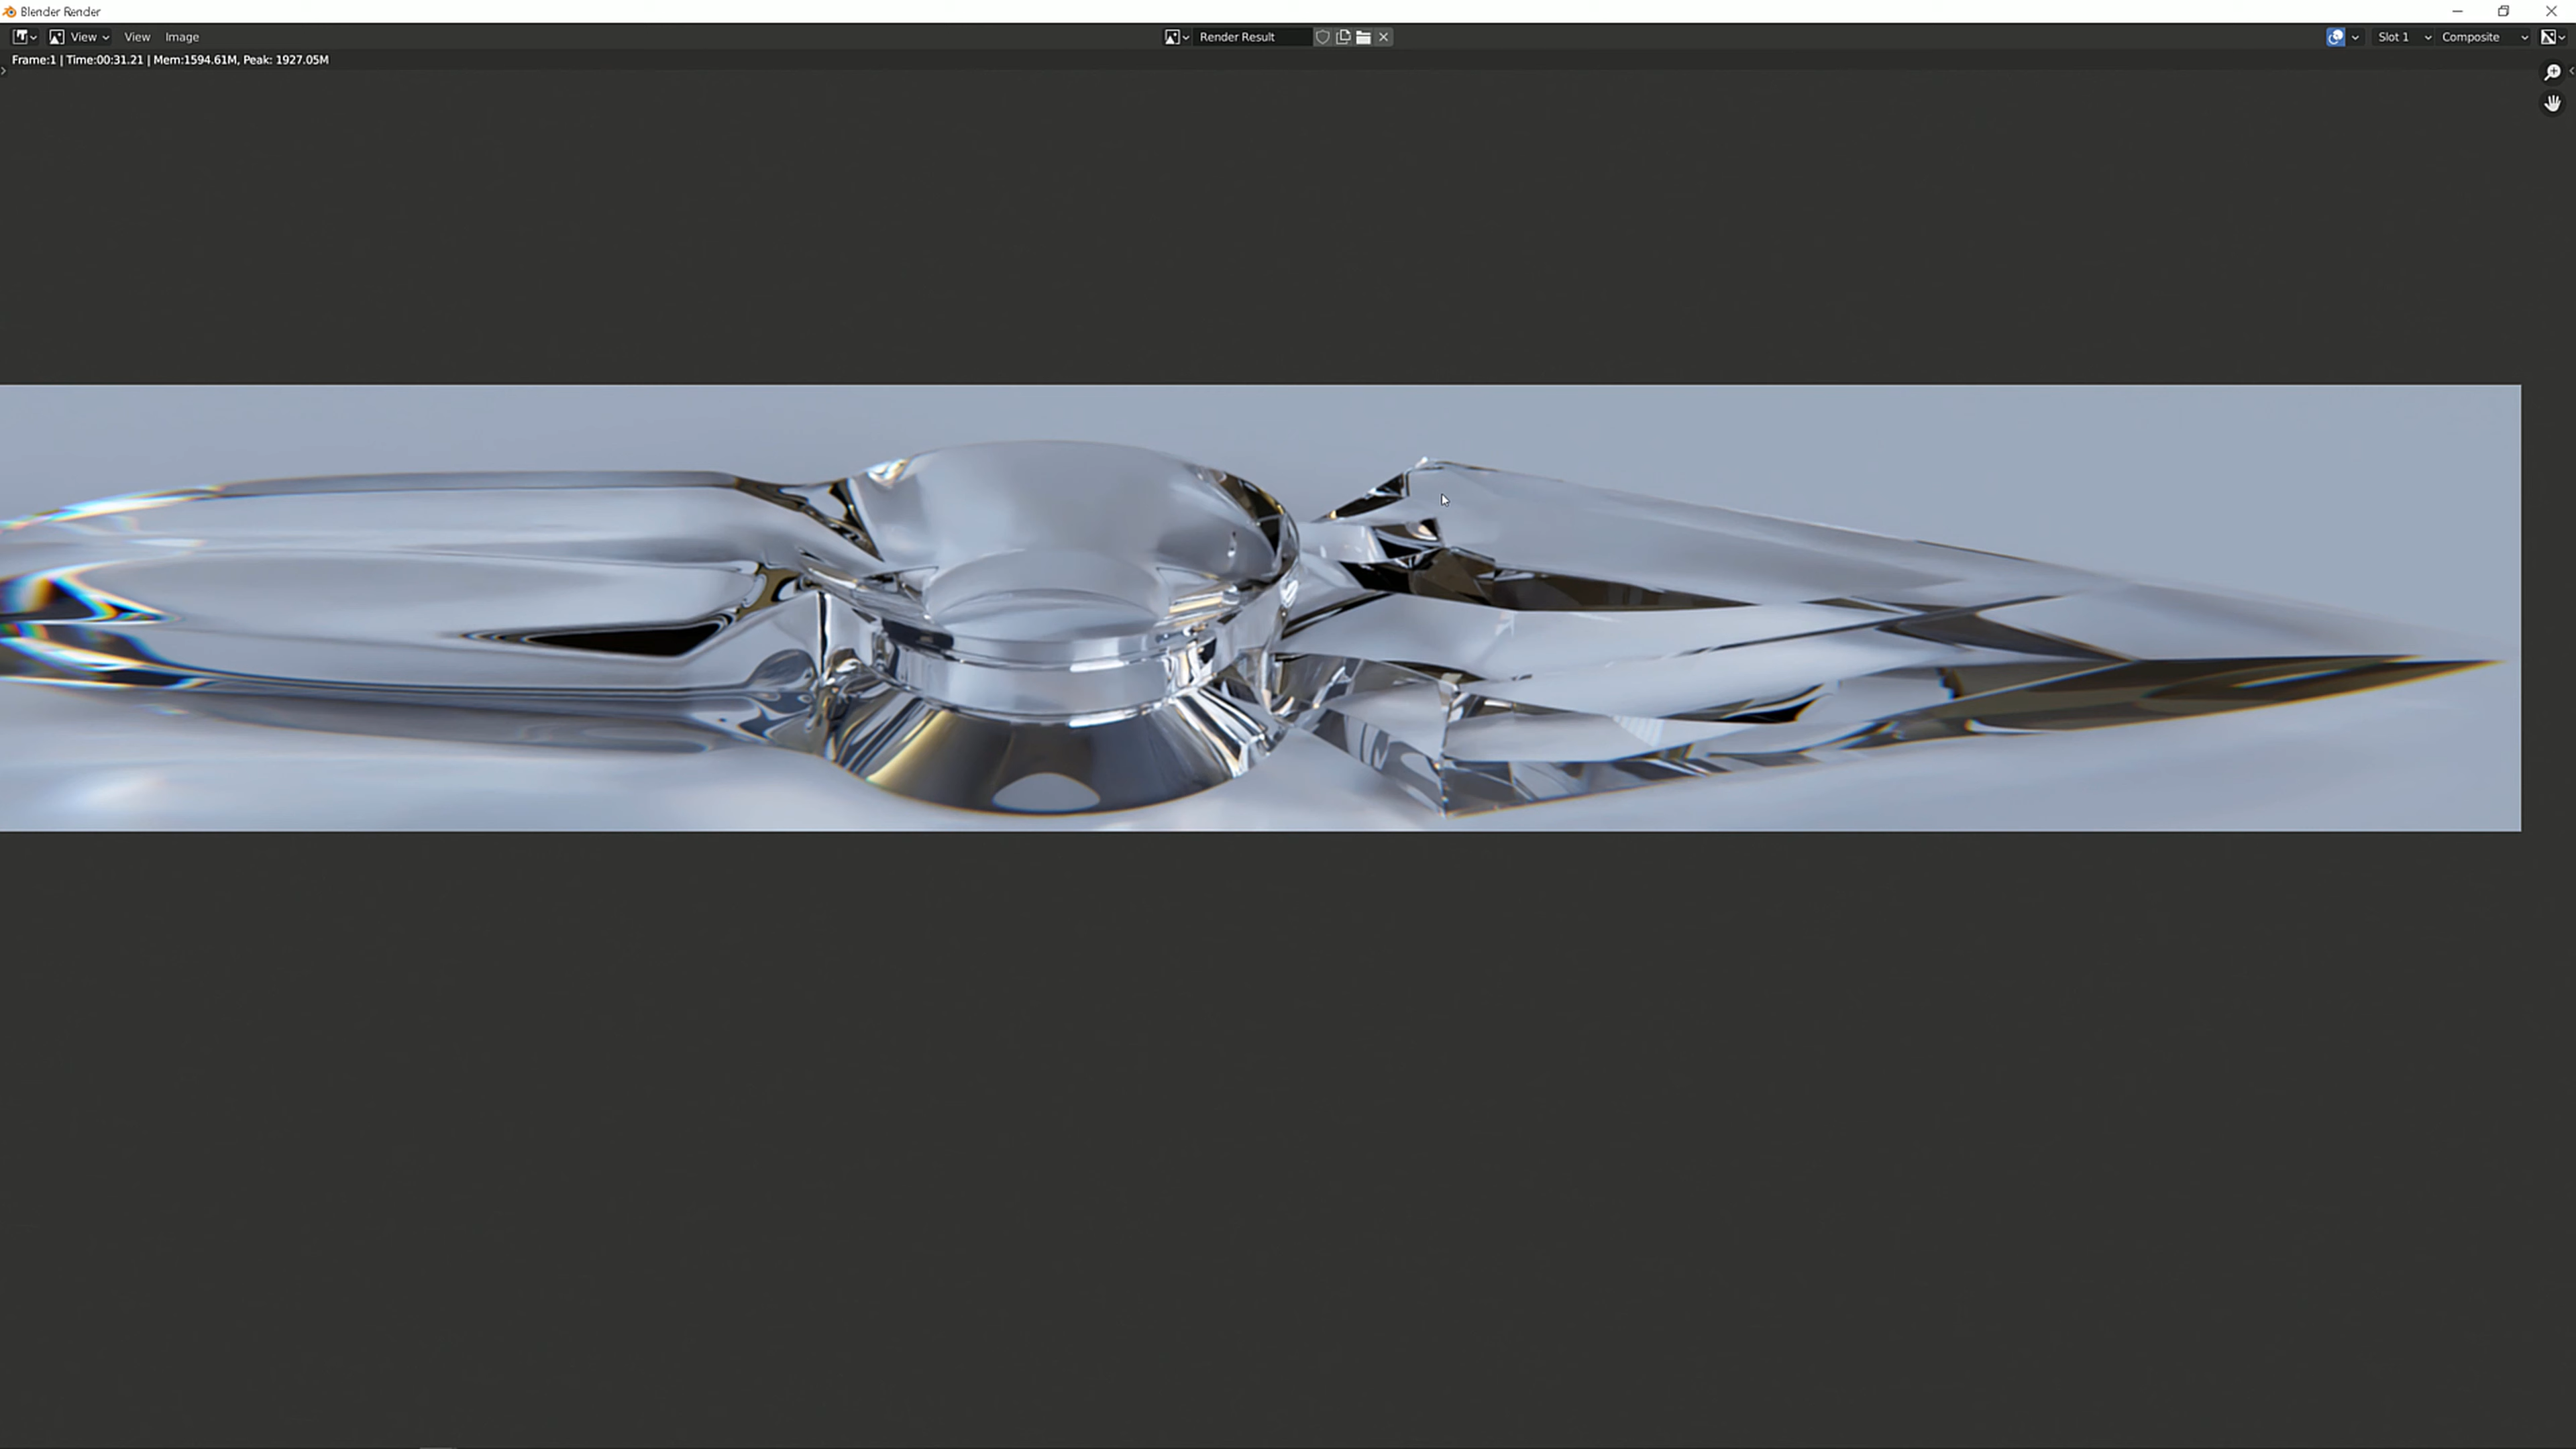 Blender Render
View View Image Render Result Slot 1 Composite
Frame:1 | Time:00:31.21 | Mem:1594.61M, Peak: 1927.05M